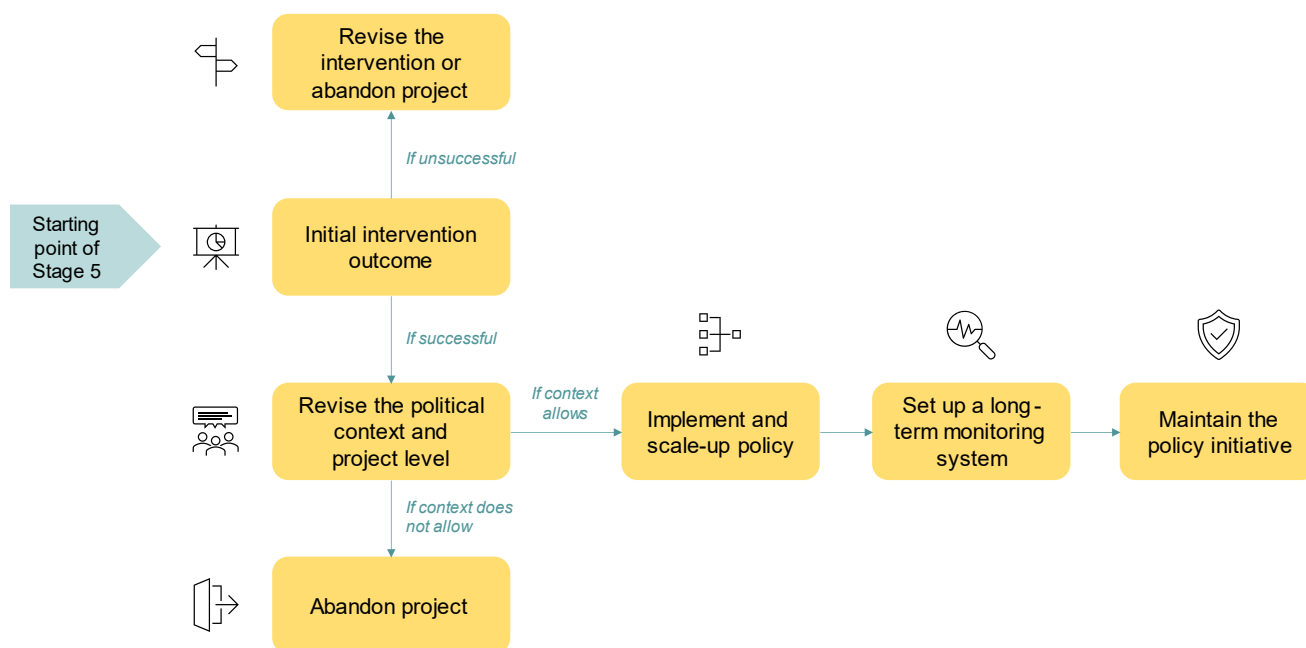 Revise the
intervention or
abandon project
If unsuccessful
Starting
point of
Stage 5
Initial intervention
outcome
If successful
Revise the political
context and
project level
If context
allows
Implement and
scale-up policy
Set up a long-
term monitoring
system
Maintain the
policy initiative
If context does
not allow
Abandon project